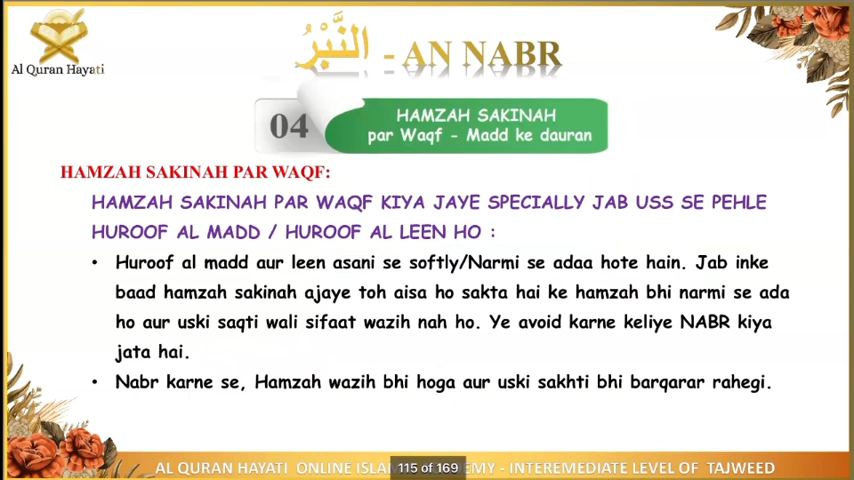 Al Quran Hayati
النَّبْرُ - AN NABR
04
HAMZAH SAKINAH
par Waqf - Madd ke dauran
HAMZAH SAKINAH PAR WAQF:
HAMZAH SAKINAH PAR WAQF KIYA JAYE SPECIALLY JAB USS SE PEHLE
HUROOF AL MADD / HUROOF AL LEEN HO :
• Huroof al madd aur leen asani se softly/Narmi se adaa hote hain. Jab inke
baad hamzah sakinah ajaye toh aisa ho sakta hai ke hamzah bhi narmi se ada
ho aur uski saqti wali sifaat wazih nah ho. Ye avoid karne keliye NABR kiya
jata hai.
• Nabr karne se, Hamzah wazih bhi hoga aur uski sakhti bhi barqarar rahegi.
AL QURAN HAYATI ONLINE ISLA EMY - INTEREMEDIATE LEVEL OF TAJWEED
115 of 169